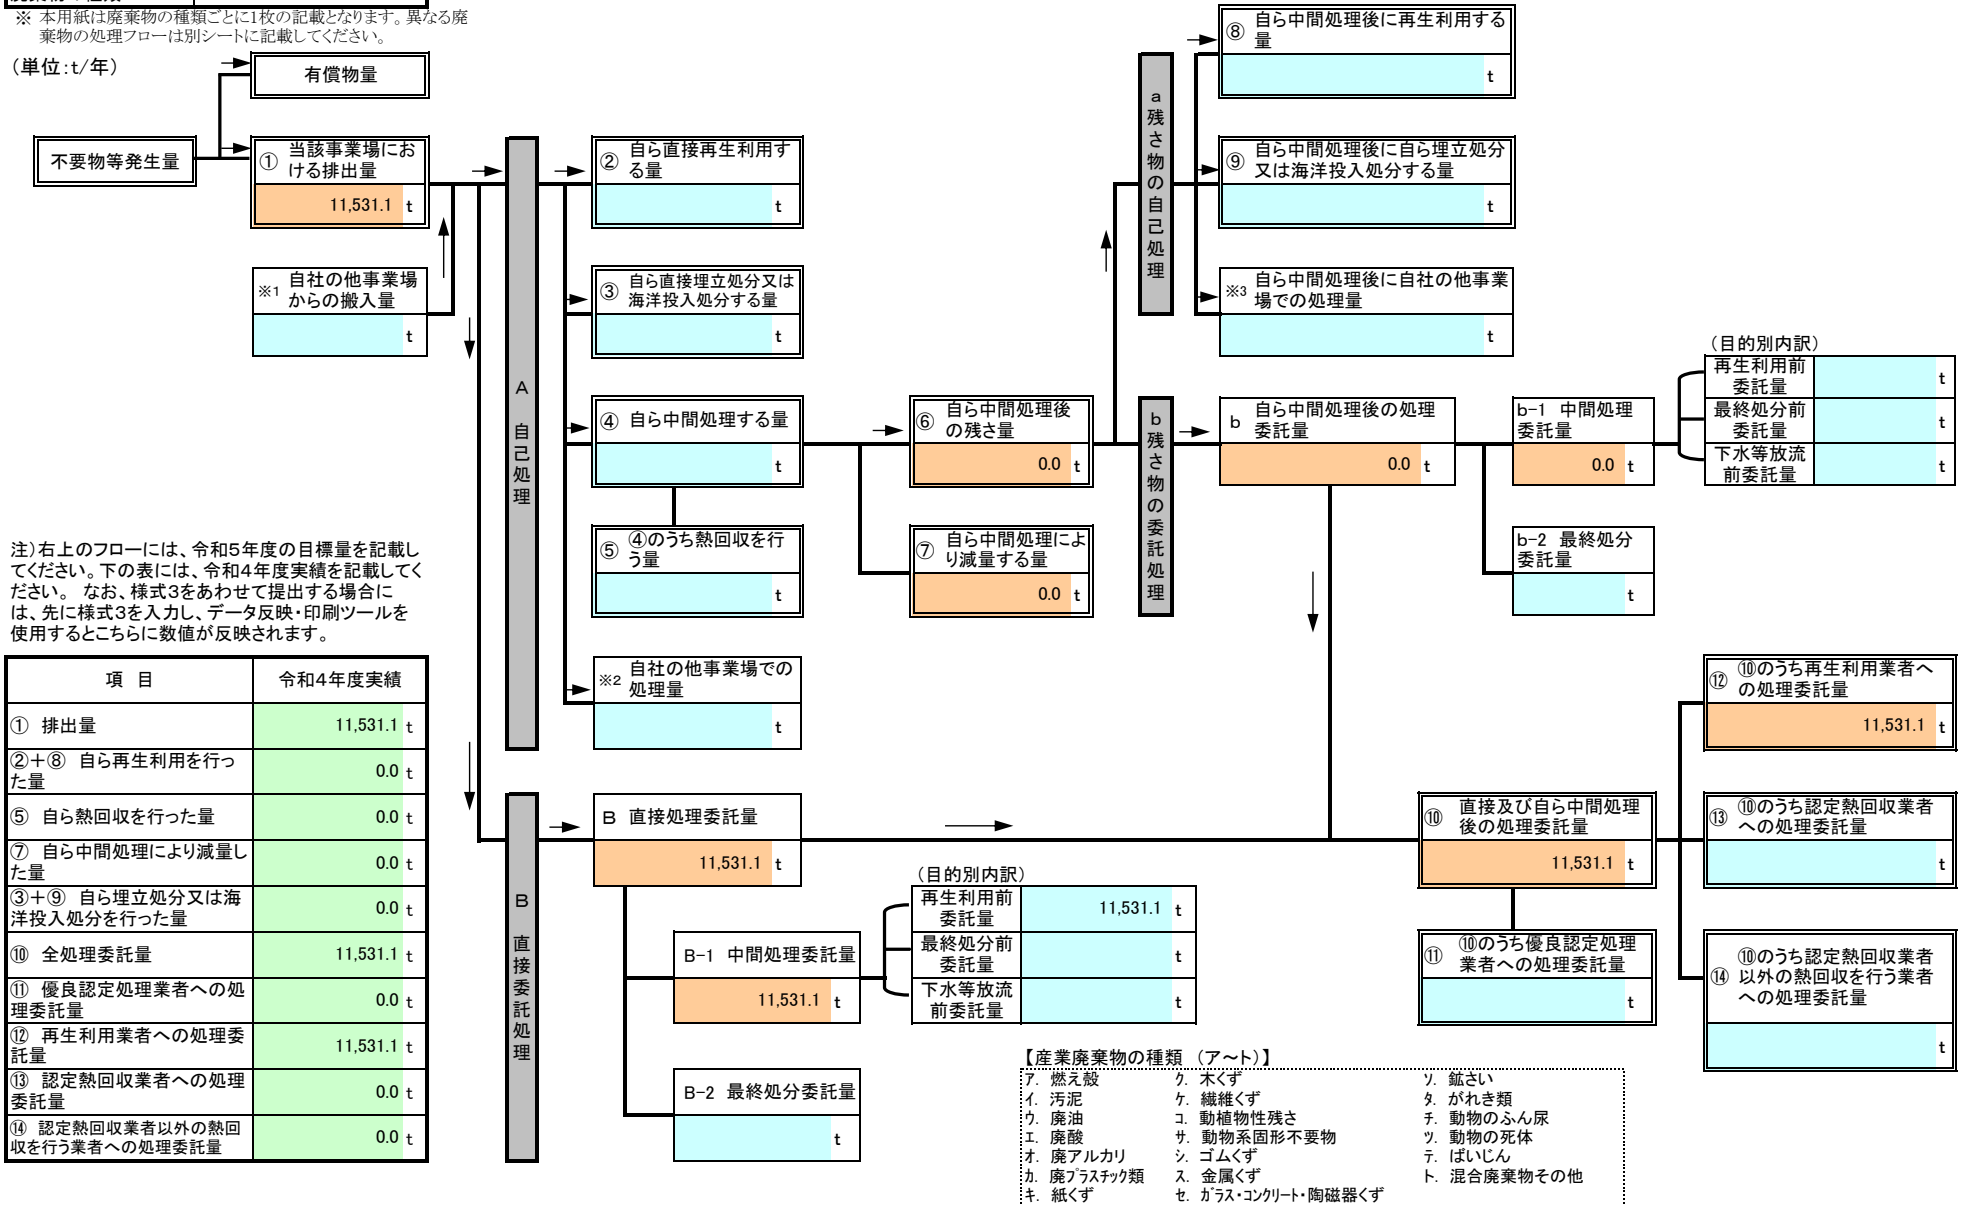 ※ 本用紙は廃棄物の種類ごとに1枚の記載となります。異なる廃
棄物の処理フローは別シートに記載してください。
（単位：t/年）
有償物量
不要物等発生量
① 当該事業場にお
ける排出量
11,531.1 t
※1 自社の他事業場
からの搬入量
t
A 自己処理
② 自ら直接再生利用す
る量
t
③ 自ら直接埋立処分又は
海洋投入処分する量
t
④ 自ら中間処理する量
t
⑤ ④のうち熱回収を行
う量
t
※2 自社の他事業場での
処理量
t
⑥ 自ら中間処理後
の残さ量
0.0 t
⑦ 自ら中間処理によ
り減量する量
0.0 t
a 残さ物の自己処理
⑧ 自ら中間処理後に再生利用する
量
t
⑨ 自ら中間処理後に自ら埋立処分
又は海洋投入処分する量
t
※3 自ら中間処理後に自社の他事業
場での処理量
t
b 残さ物の委託処理
b 自ら中間処理後の処理
委託量
0.0 t
b-1 中間処理
委託量
0.0 t
（目的別内訳）
再生利用前
委託量
t
最終処分前
委託量
t
下水等放流
前委託量
t
b-2 最終処分
委託量
t
注）右上のフローには、令和5年度の目標量を記載し
てください。下の表には、令和4年度実績を記載してく
ださい。 なお、様式3をあわせて提出する場合に
は、先に様式3を入力し、データ反映・印刷ツールを
使用するとこちらに数値が反映されます。
項 目 令和4年度実績
① 排出量 11,531.1 t
②＋⑧ 自ら再生利用を行っ
た量 0.0 t
⑤ 自ら熱回収を行った量 0.0 t
⑦ 自ら中間処理により減量し
た量 0.0 t
③＋⑨ 自ら埋立処分又は海
洋投入処分を行った量 0.0 t
⑩ 全処理委託量 11,531.1 t
⑪ 優良認定処理業者への処
理委託量 0.0 t
⑫ 再生利用業者への処理委
託量 11,531.1 t
⑬ 認定熱回収業者への処理
委託量 0.0 t
⑭ 認定熱回収業者以外の熱回
収を行う業者への処理委託量 0.0 t
B 直接委託処理
B 直接処理委託量
11,531.1 t
B-1 中間処理委託量
11,531.1 t
（目的別内訳）
再生利用前
委託量
11,531.1 t
最終処分前
委託量
t
下水等放流
前委託量
t
B-2 最終処分委託量
t
⑩ 直接及び自ら中間処理
後の処理委託量
11,531.1 t
⑪ ⑩のうち優良認定処理
業者への処理委託量
t
⑫ ⑩のうち再生利用業者へ
の処理委託量
11,531.1 t
⑬ ⑩のうち認定熱回収業者
への処理委託量
t
⑭ ⑩のうち認定熱回収業者
以外の熱回収を行う業者
への処理委託量
t
【産業廃棄物の種類 （ア～ト）】
ア. 燃え殻 ク. 木くず ソ. 鉱さい
イ. 汚泥 ケ. 繊維くず タ. がれき類
ウ. 廃油 コ. 動植物性残さ チ. 動物のふん尿
エ. 廃酸 サ. 動物系固形不要物 ツ. 動物の死体
オ. 廃アルカリ シ. ゴムくず テ. ばいじん
カ. 廃プラスチック類 ス. 金属くず ト. 混合廃棄物その他
キ. 紙くず セ. ガラス・コンクリート・陶磁器くず